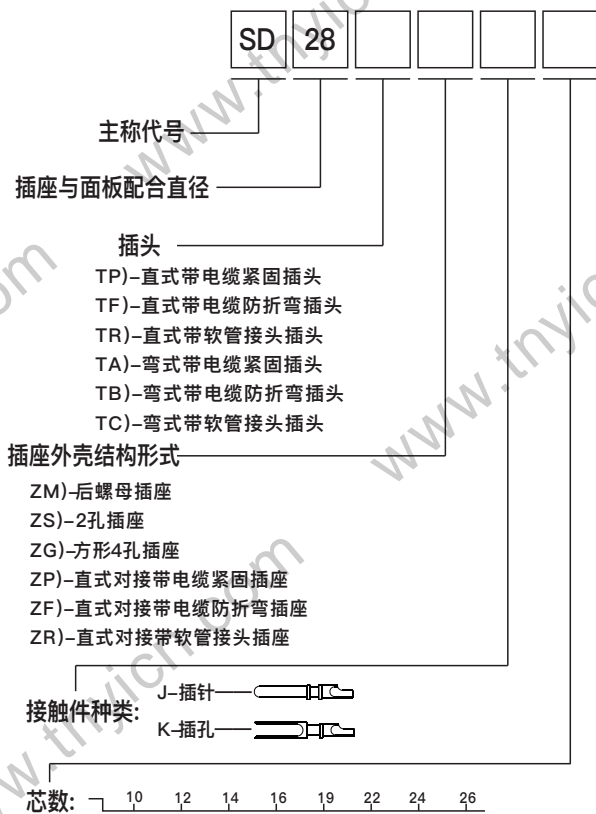 SD 28
主称代号
插座与面板配合直径
插头
TP)-直式带电缆紧固插头
TF)-直式带电缆防折弯插头
TR)-直式带软管接头插头
TA)-弯式带电缆紧固插头
TB)-弯式带电缆防折弯插头
TC)-弯式带软管接头插头
插座外壳结构形式
ZM)-后螺母插座
ZS)-2孔插座
ZG)-方形4孔插座
ZP)-直式对接带电缆紧固插座
ZF)-直式对接带电缆防折弯插座
ZR)-直式对接带软管接头插座
接触件种类:
J-插针
K-插孔
芯数: 10 12 14 16 19 22 24 26
www.tnyich.com
www.tnyich.com